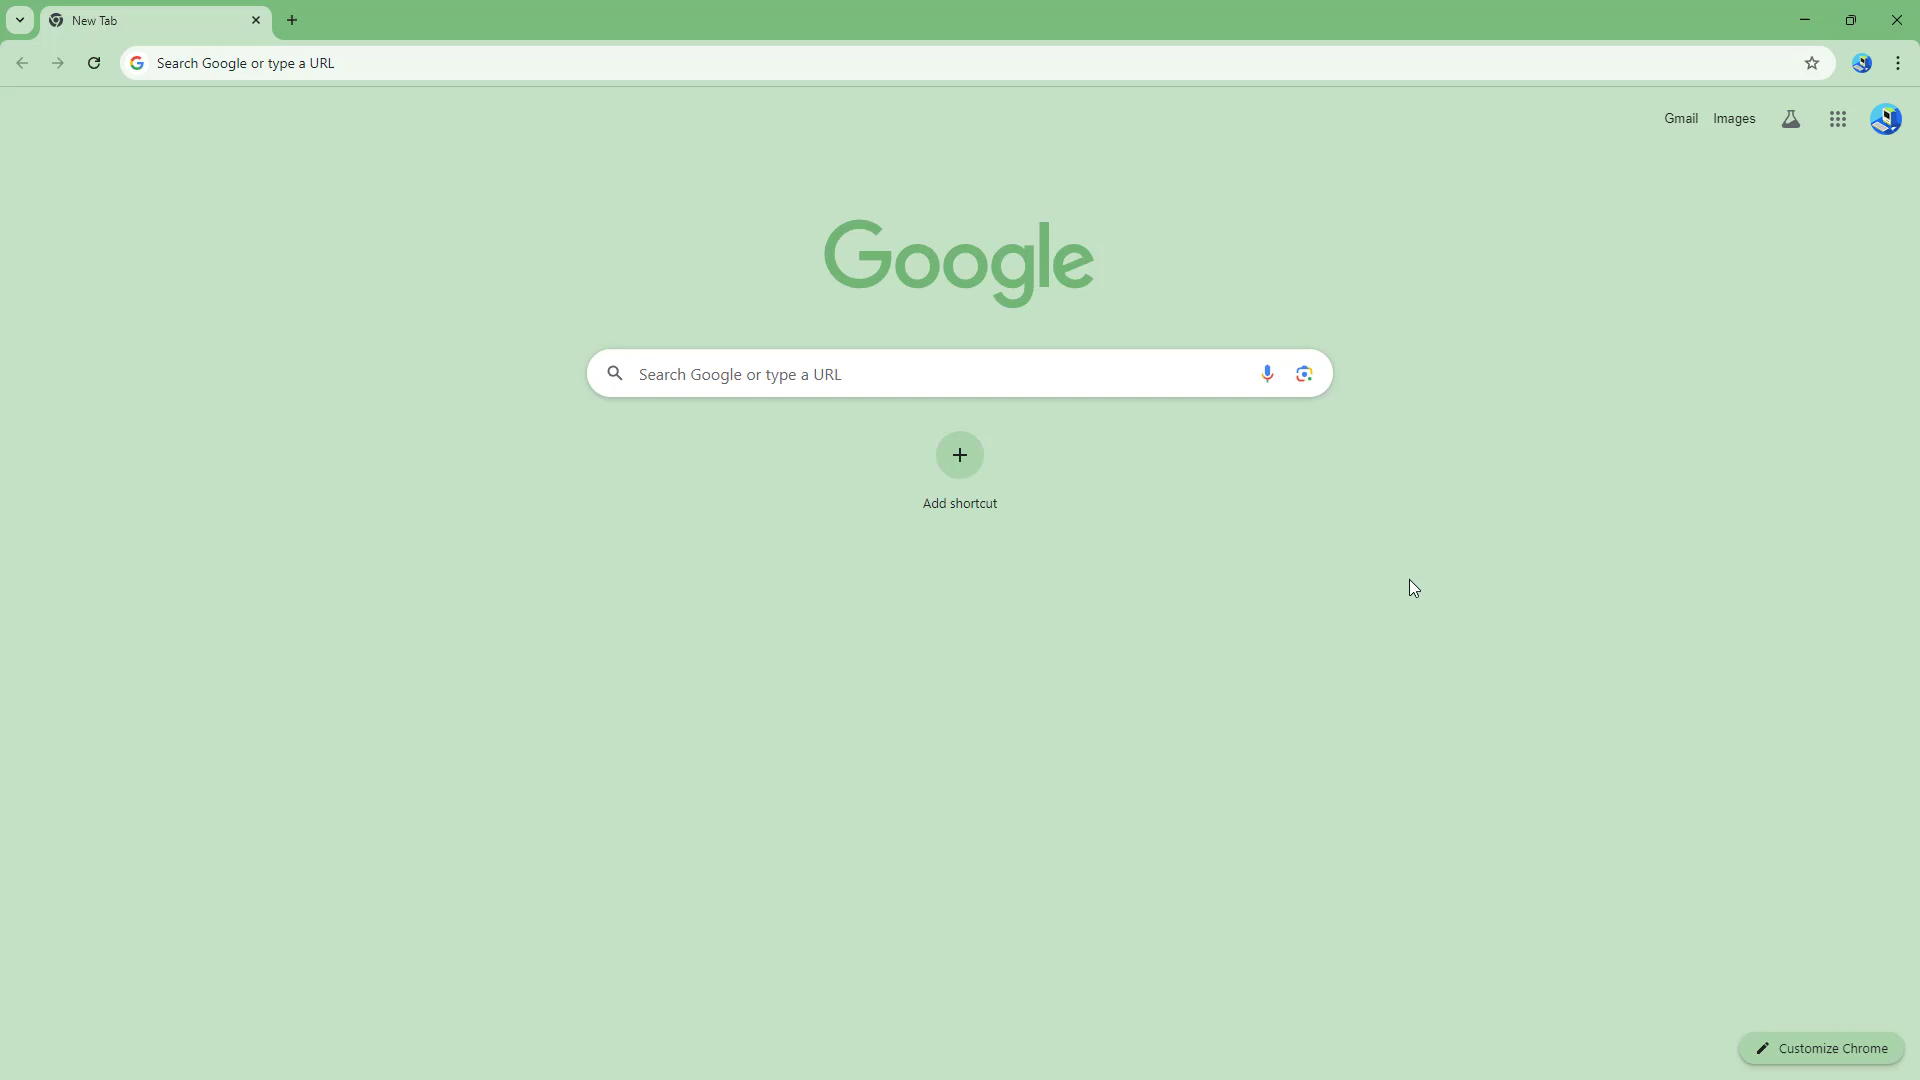 New Tab
Search Google or type a URL
Gmail Images
Google
Search Google or type a URL
Add shortcut
Customize Chrome